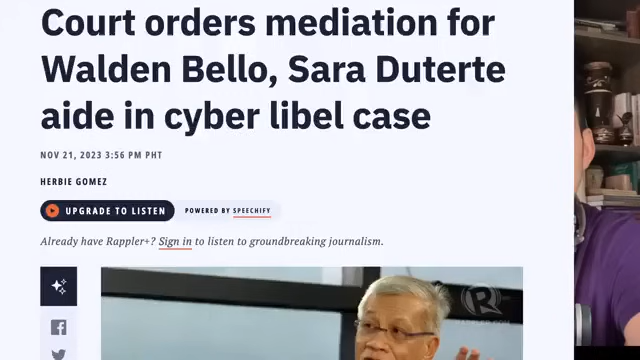 Court orders mediation for
Walden Bello, Sara Duterte
aide in cyber libel case
NOV 21, 2023 3:56 PM PHT
HERBIE GOMEZ
UPGRADE TO LISTEN POWERED BY SPEECHIFY
Already have Rappler+? Sign in to listen to groundbreaking journalism.